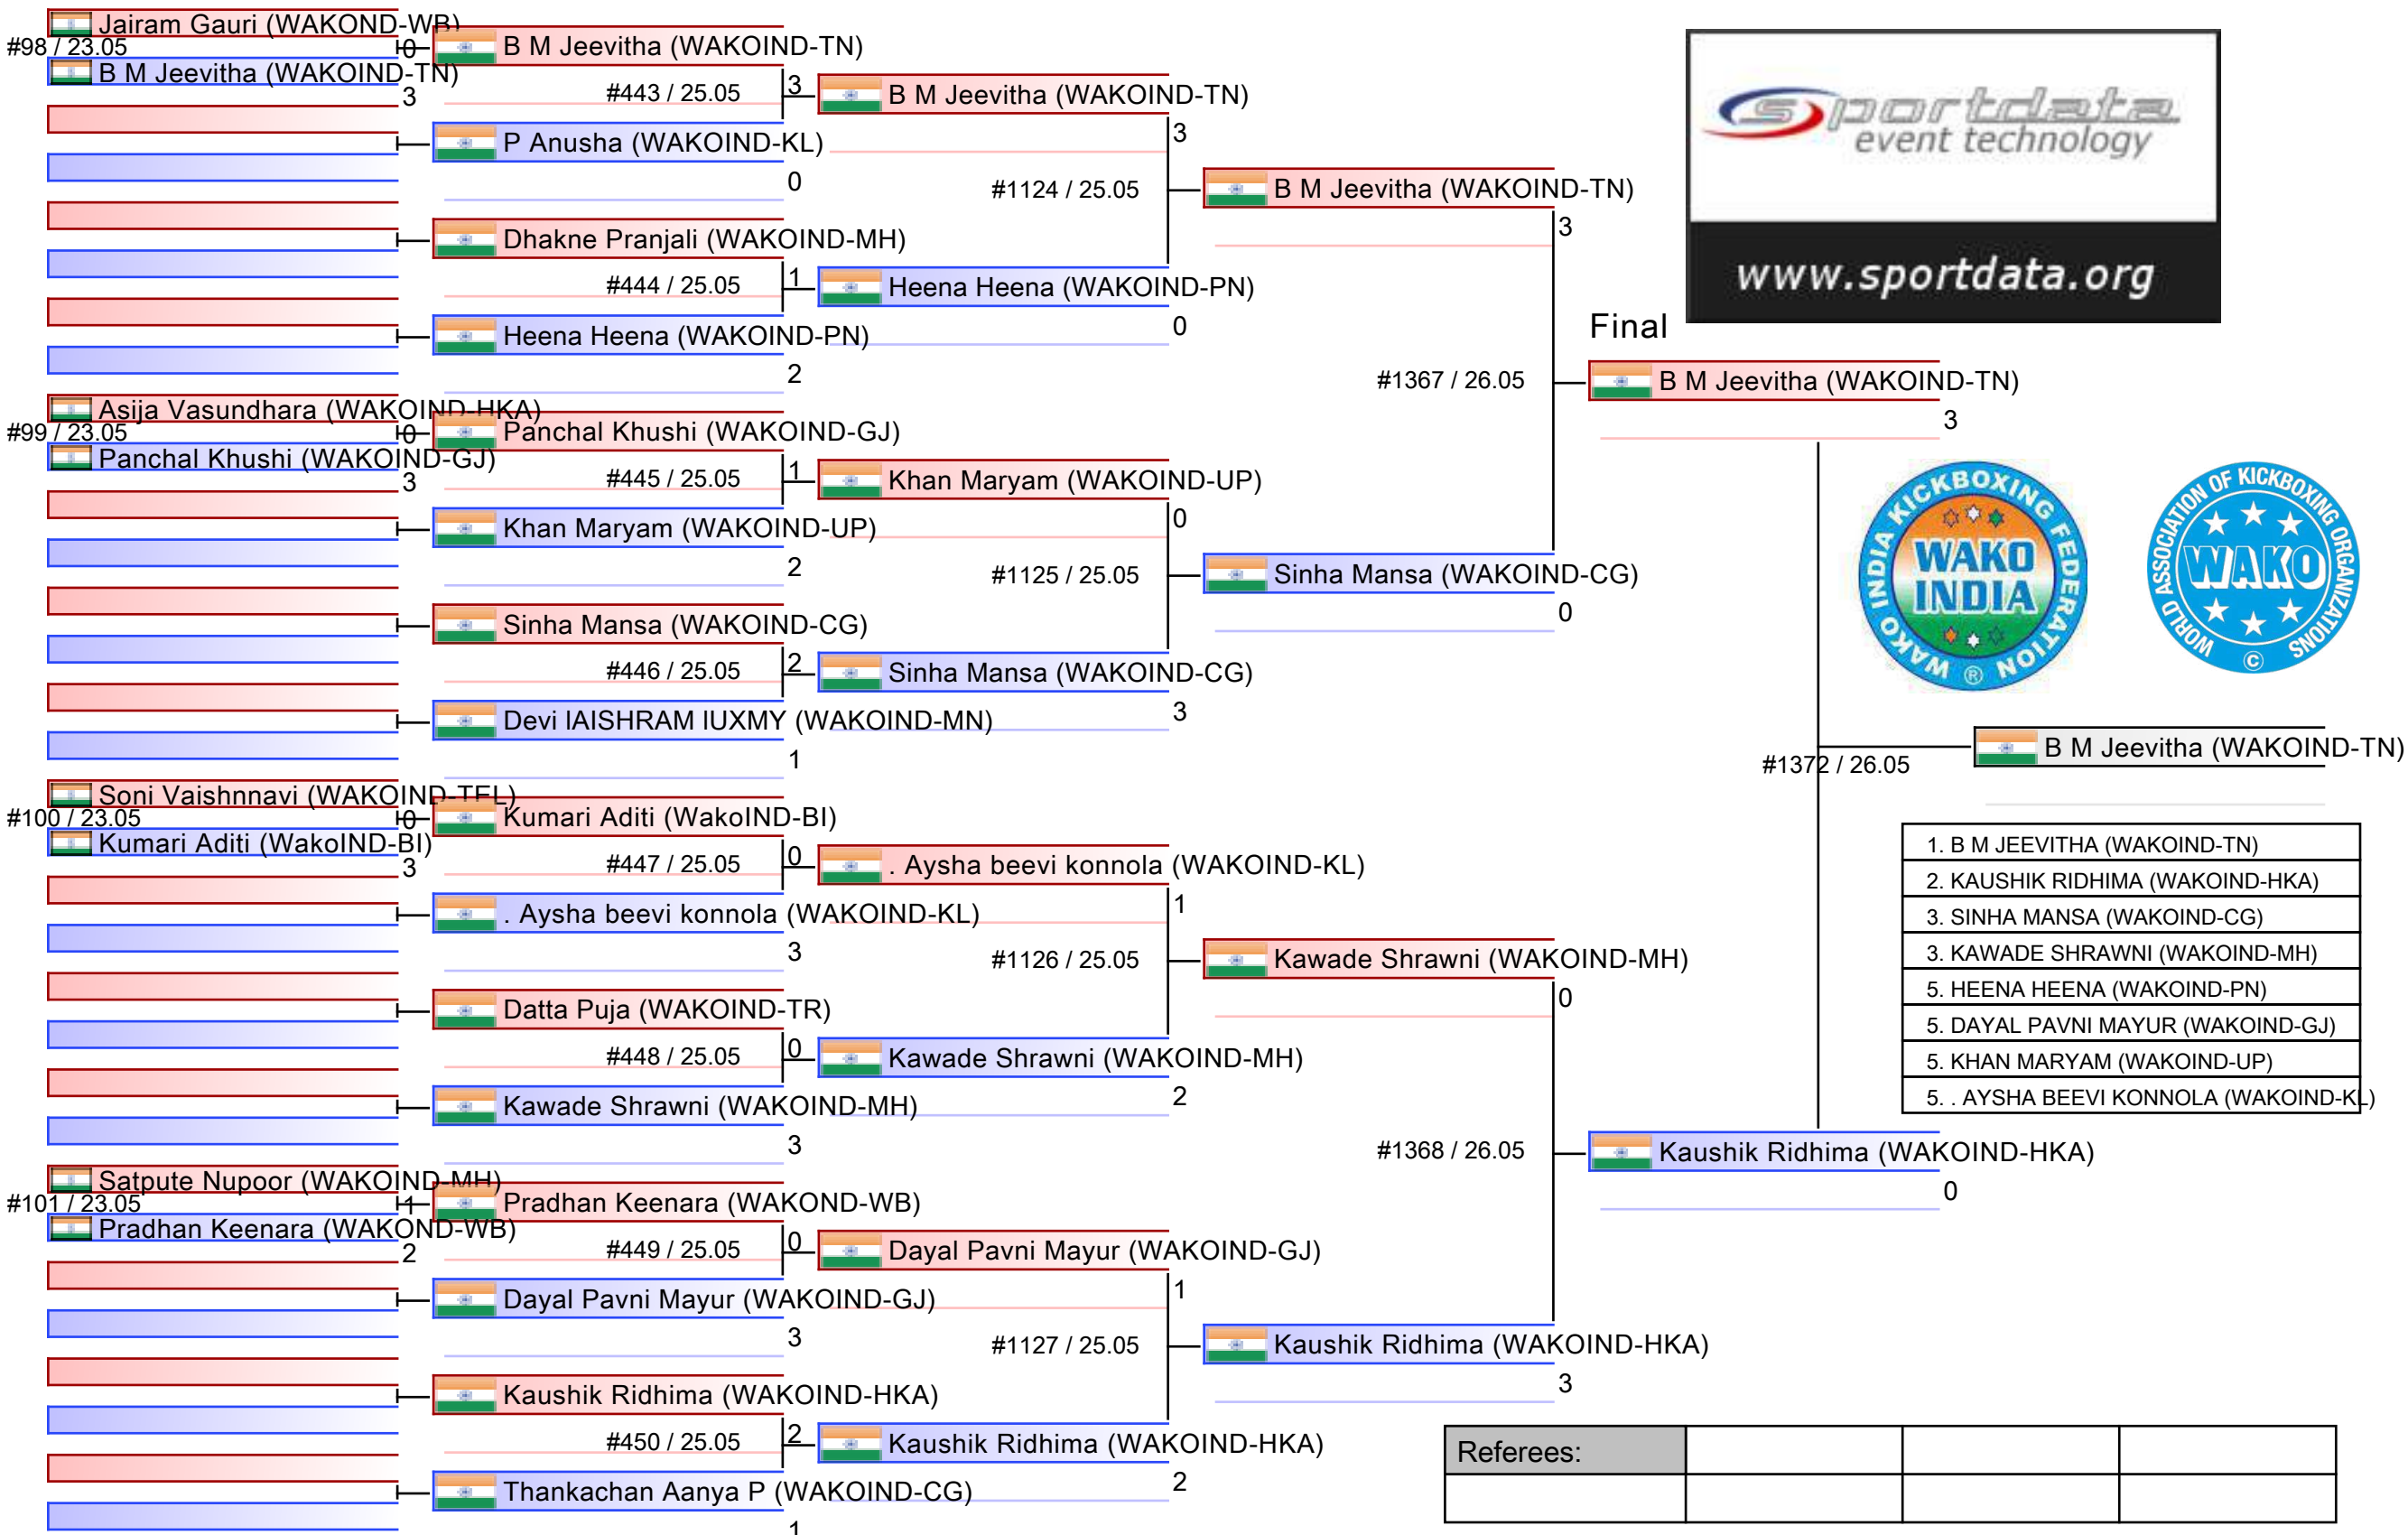 Jairam Gauri (WAKOND-WB)
#98 / 23.05
0
B M Jeevitha (WAKOIND-TN)
3
Asija Vasundhara (WAKOIND-HKA)
#99 / 23.05
0
Panchal Khushi (WAKOIND-GJ)
3
Soni Vaishnnavi (WAKOIND-TEL)
#100 / 23.05
0
Kumari Aditi (WakoIND-BI)
3
Satpute Nupoor (WAKOIND-MH)
#101 / 23.05
1
Pradhan Keenara (WAKOND-WB)
2
B M Jeevitha (WAKOIND-TN)
#443 / 25.05
3
P Anusha (WAKOIND-KL)
0
Dhakne Pranjali (WAKOIND-MH)
#444 / 25.05
1
Heena Heena (WAKOIND-PN)
2
Panchal Khushi (WAKOIND-GJ)
#445 / 25.05
1
Khan Maryam (WAKOIND-UP)
2
Sinha Mansa (WAKOIND-CG)
#446 / 25.05
2
Devi lAISHRAM lUXMY (WAKOIND-MN)
1
Kumari Aditi (WakoIND-BI)
#447 / 25.05
0
. Aysha beevi konnola (WAKOIND-KL)
3
Datta Puja (WAKOIND-TR)
#448 / 25.05
0
Kawade Shrawni (WAKOIND-MH)
3
Pradhan Keenara (WAKOND-WB)
#449 / 25.05
0
Dayal Pavni Mayur (WAKOIND-GJ)
3
Kaushik Ridhima (WAKOIND-HKA)
#450 / 25.05
2
Thankachan Aanya P (WAKOIND-CG)
1
B M Jeevitha (WAKOIND-TN)
3
#1124 / 25.05
Heena Heena (WAKOIND-PN)
0
Khan Maryam (WAKOIND-UP)
0
#1125 / 25.05
Sinha Mansa (WAKOIND-CG)
3
. Aysha beevi konnola (WAKOIND-KL)
1
#1126 / 25.05
Kawade Shrawni (WAKOIND-MH)
2
Dayal Pavni Mayur (WAKOIND-GJ)
1
#1127 / 25.05
Kaushik Ridhima (WAKOIND-HKA)
2
B M Jeevitha (WAKOIND-TN)
3
#1367 / 26.05
Sinha Mansa (WAKOIND-CG)
0
Kawade Shrawni (WAKOIND-MH)
0
#1368 / 26.05
Kaushik Ridhima (WAKOIND-HKA)
3
sportdata
event technology
www.sportdata.org
Final
B M Jeevitha (WAKOIND-TN)
3
WAKO INDIA KICKBOXING FEDERATION
WAKO
INDIA
®
WORLD ASSOCIATION OF KICKBOXING ORGANIZATIONS
WAKO
©
#1372 / 26.05
B M Jeevitha (WAKOIND-TN)
Kaushik Ridhima (WAKOIND-HKA)
0
1. B M JEEVITHA (WAKOIND-TN)
2. KAUSHIK RIDHIMA (WAKOIND-HKA)
3. SINHA MANSA (WAKOIND-CG)
3. KAWADE SHRAWNI (WAKOIND-MH)
5. HEENA HEENA (WAKOIND-PN)
5. DAYAL PAVNI MAYUR (WAKOIND-GJ)
5. KHAN MARYAM (WAKOIND-UP)
5. . AYSHA BEEVI KONNOLA (WAKOIND-KL)
Referees: